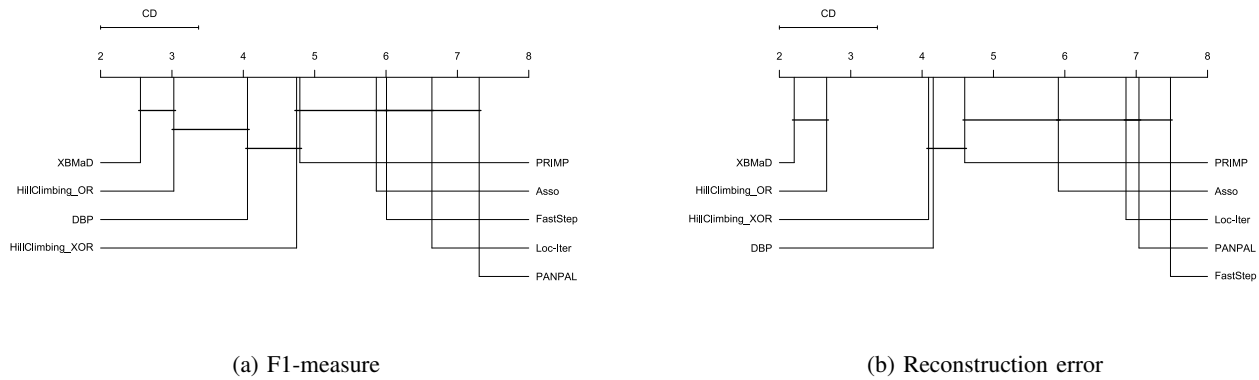 CD
2 3 4 5 6 7 8
XBMaD
HillClimbing_OR
DBP
HillClimbing_XOR
PRIMP
Asso
FastStep
Loc-Iter
PANPAL
(a) F1-measure
CD
2 3 4 5 6 7 8
XBMaD
HillClimbing_OR
HillClimbing_XOR
DBP
PRIMP
Asso
Loc-Iter
PANPAL
FastStep
(b) Reconstruction error